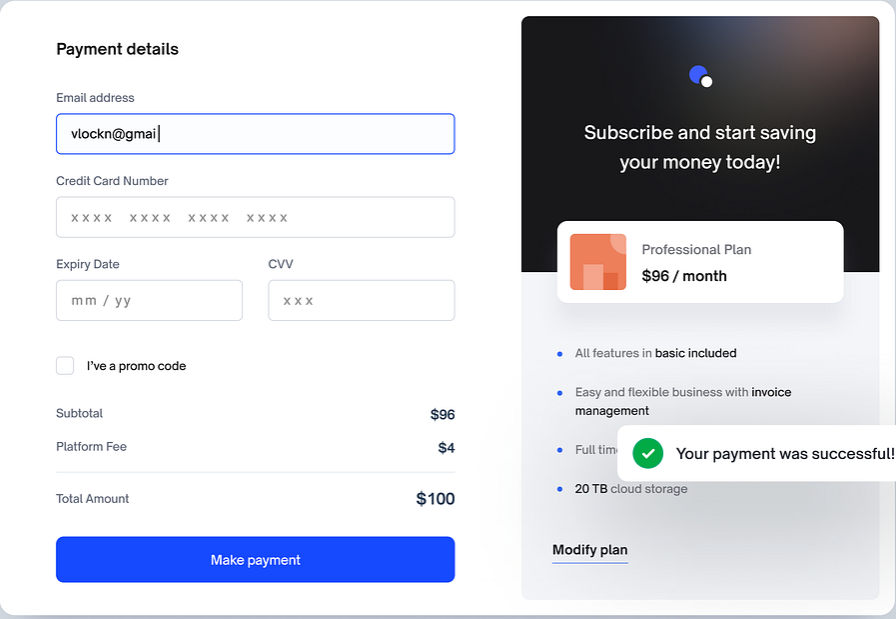 Payment details
Email address
vlockn@gmai
Credit Card Number
xxxx xxxx xxxx xxxx
Expiry Date
CVV
mm / yy
xxx
I've a promo code
Subtotal
$96
Platform Fee
$4
Total Amount
$100
Make payment
Subscribe and start saving
your money today!
Professional Plan
$96 / month
All features in basic included
Easy and flexible business with invoice
management
Full
Your payment was successful!
20 TB cloud storage
Modify plan